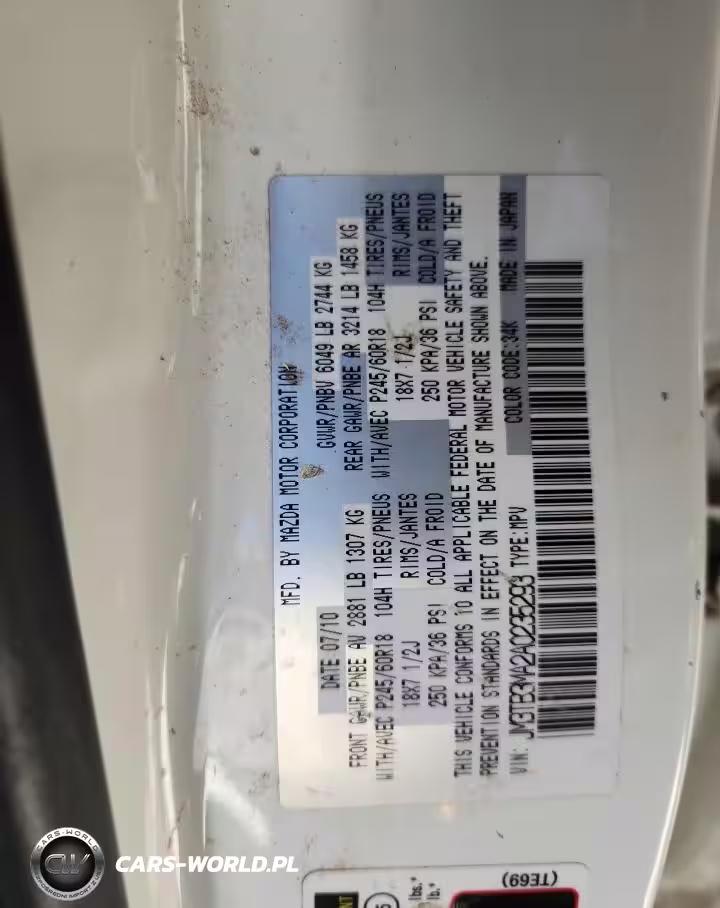 MFD. BY MAZDA MOTOR CORPORATION
DATE 07/10 GVWR/PNBV 6049 LB 2744 KG
FRONT GAWR/PNBE AV 2881 LB 1307 KG REAR GAWR/PNBE AR 3214 LB 1458 KG
WITH/AVEC P245/60R18 104H TIRES/PNEUS WITH/AVEC P245/60R18 104H TIRES/PNEUS
18X7 1/2J RIMS/JANTES 18X7 1/2J RIMS/JANTES
250 KPA/36 PSI COLD/A FROID 250 KPA/36 PSI COLD/A FROID
THIS VEHICLE CONFORMS TO ALL APPLICABLE FEDERAL MOTOR VEHICLE SAFETY AND THEFT
PREVENTION STANDARDS IN EFFECT ON THE DATE OF MANUFACTURE SHOWN ABOVE.
VIN: JM3TB3MA2A0235293 TYPE:MPV COLOR CODE:34K MADE IN JAPAN
(TE69)
lbs.*
lb.*
CARS-WORLD
CW
CARS-WORLD.PL